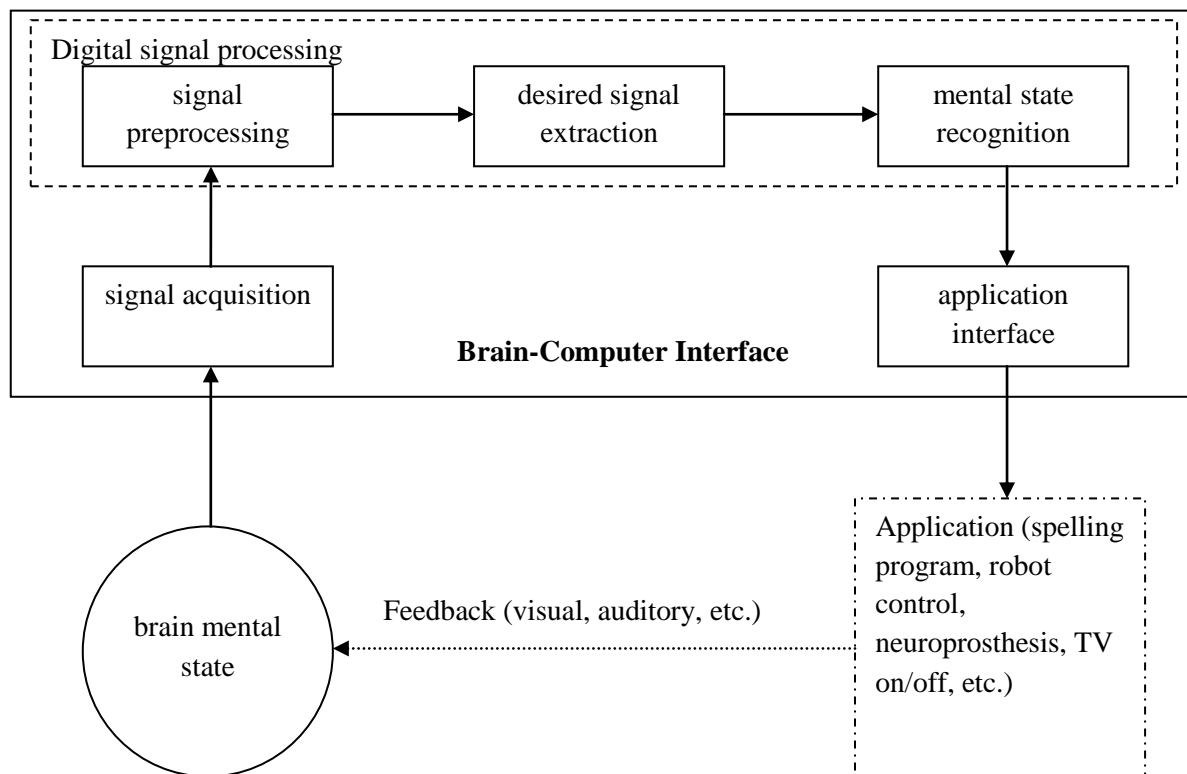 Digital signal processing
signal
preprocessing
desired signal
extraction
mental state
recognition
signal acquisition
application
interface
Brain-Computer Interface
Application (spelling
program, robot
control,
neuroprosthesis, TV
on/off, etc.)
Feedback (visual, auditory, etc.)
brain mental
state